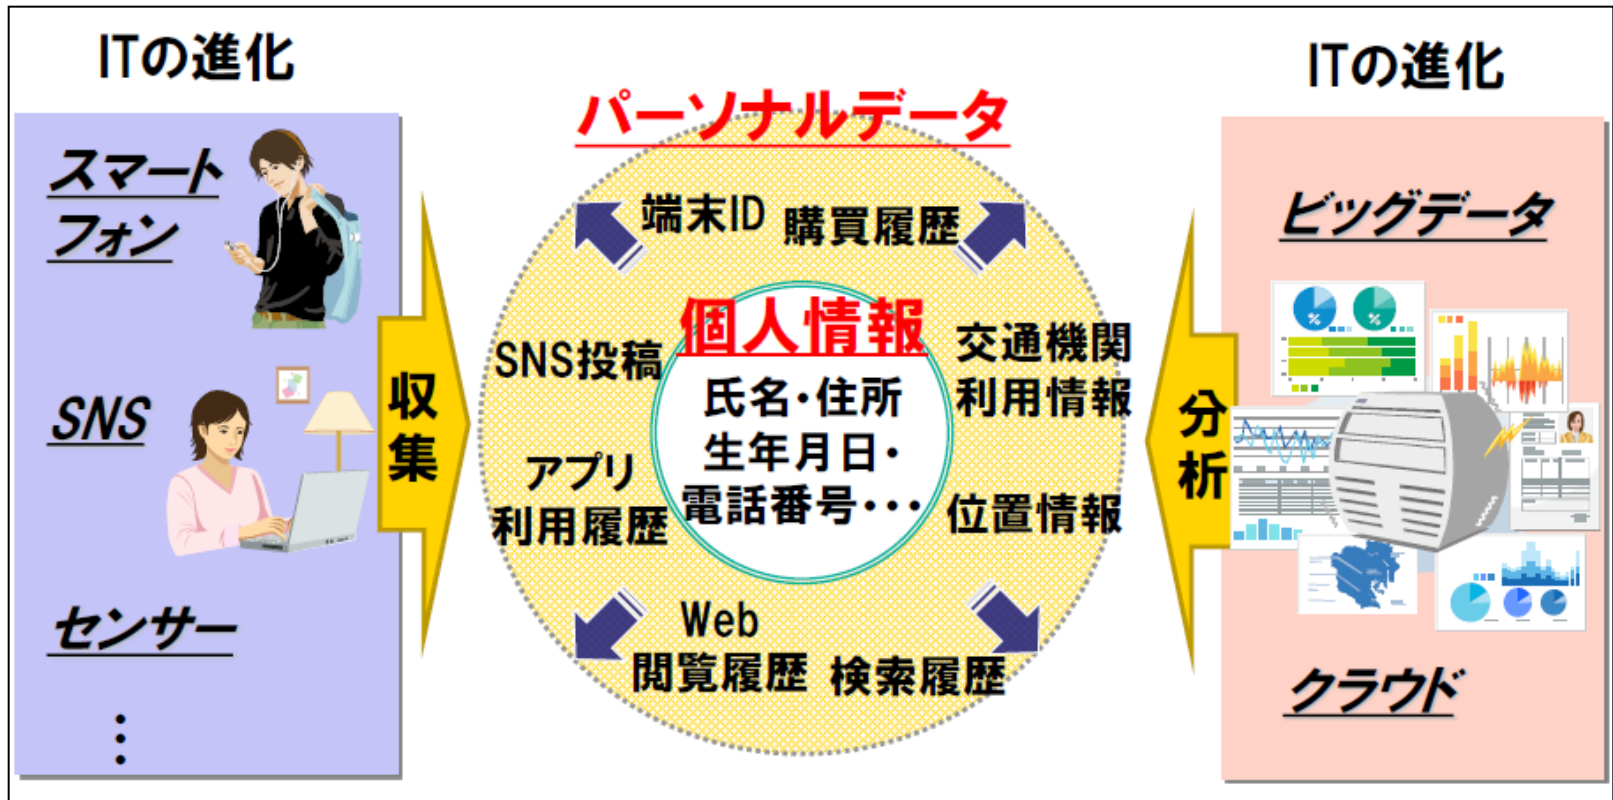 ITの進化
スマート
フォン
SNS
センサー
⋮
収
集
パーソナルデータ
端末ID
購買履歴
SNS投稿
アプリ
利用履歴
個人情報
氏名・住所
生年月日・
電話番号・・・
交通機関
利用情報
位置情報
Web
閲覧履歴
検索履歴
分
析
ITの進化
ビッグデータ
%
%
クラウド